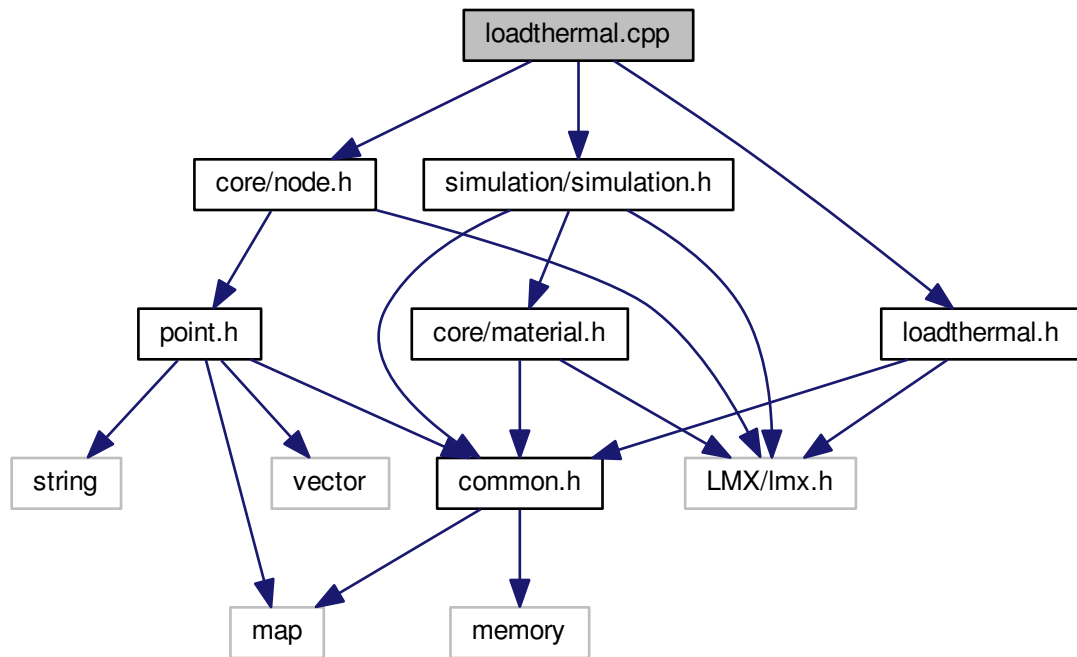 loadthermal.cpp
core/node.h
simulation/simulation.h
point.h
core/material.h
loadthermal.h
string
vector
common.h
LMX/lmx.h
map
memory